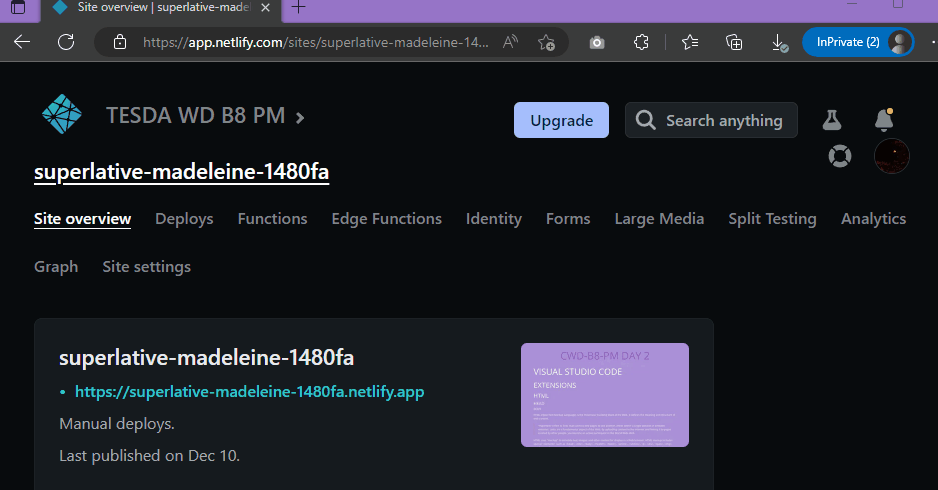 Site overview | superlative-madel
https://app.netlify.com/sites/superlative-madeleine-14...
InPrivate (2)
TESDA WD B8 PM
Upgrade
Search anything
superlative-madeleine-1480fa
Site overview Deploys Functions Edge Functions Identity Forms Large Media Split Testing Analytics
Graph Site settings
superlative-madeleine-1480fa
https://superlative-madeleine-1480fa.netlify.app
Manual deploys.
Last published on Dec 10.
CWD-B8-PM DAY 2
VISUAL STUDIO CODE
EXTENSIONS
HTML